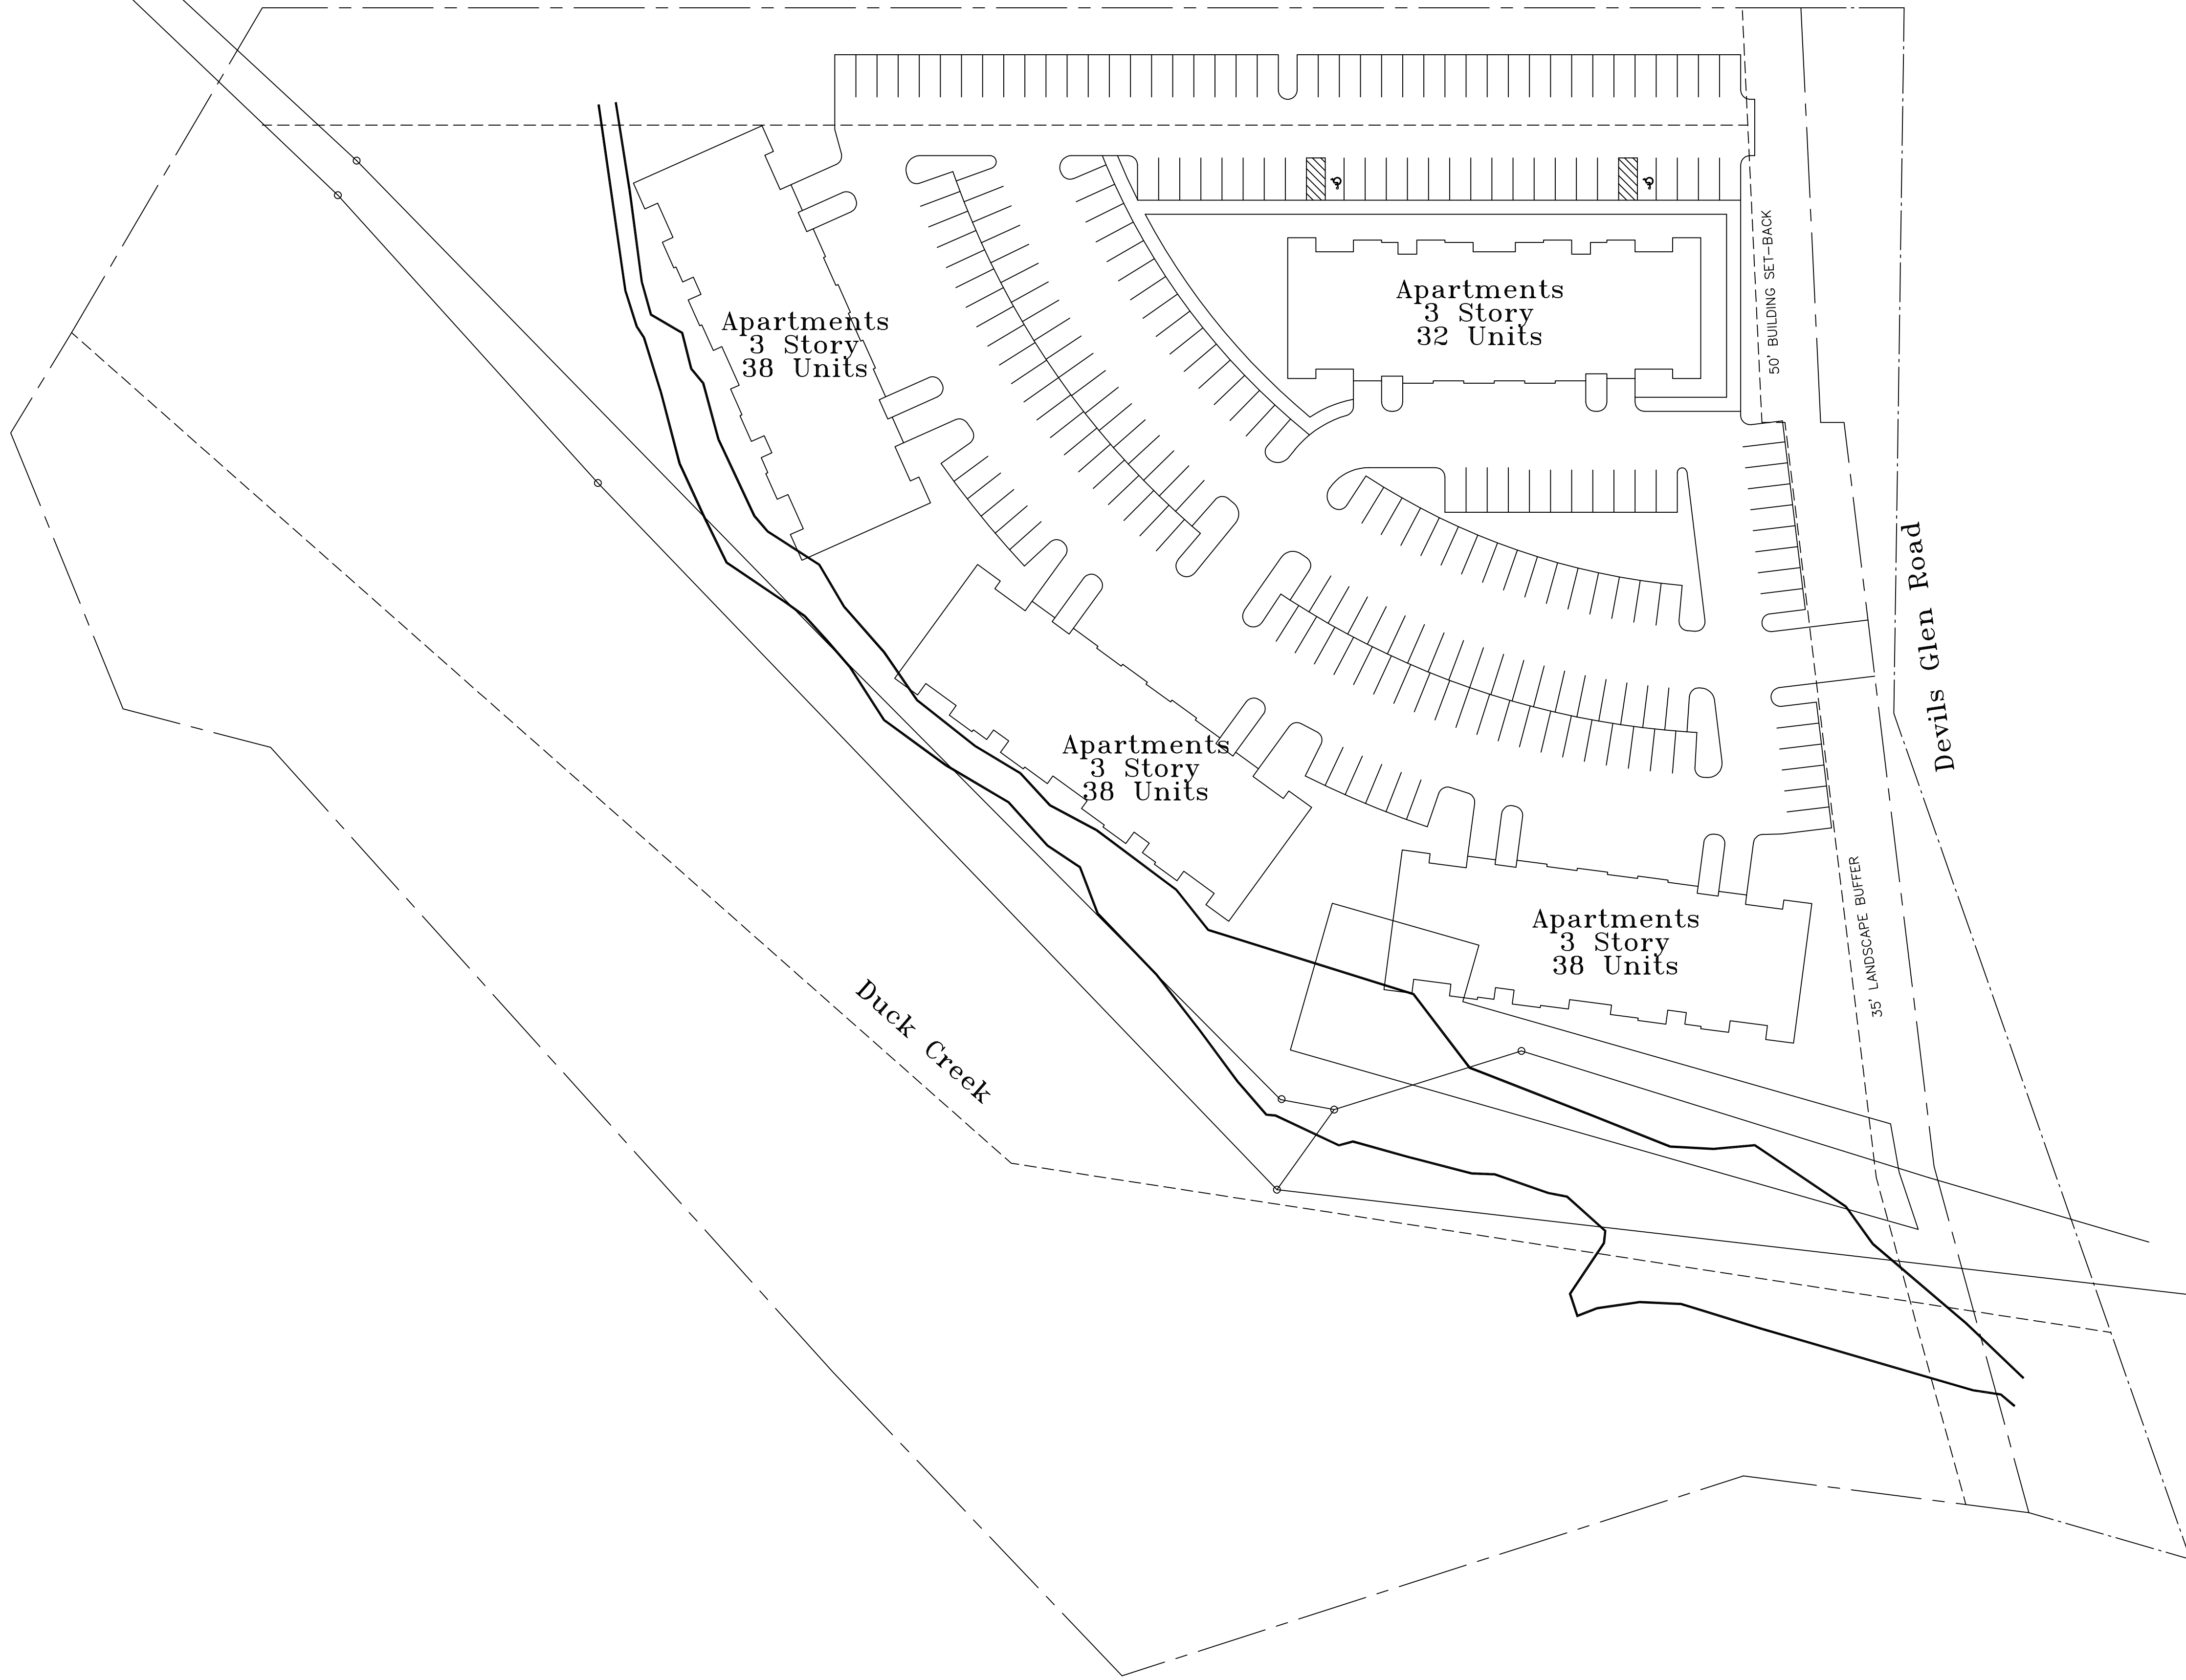 Apartments
3 Story
32 Units
50' BUILDING SET-BACK
Apartments
3 Story
38 Units
Devils Glen Road
Apartments
3 Story
38 Units
Apartments
3 Story
38 Units
35' LANDSCAPE BUFFER
Duck Creek